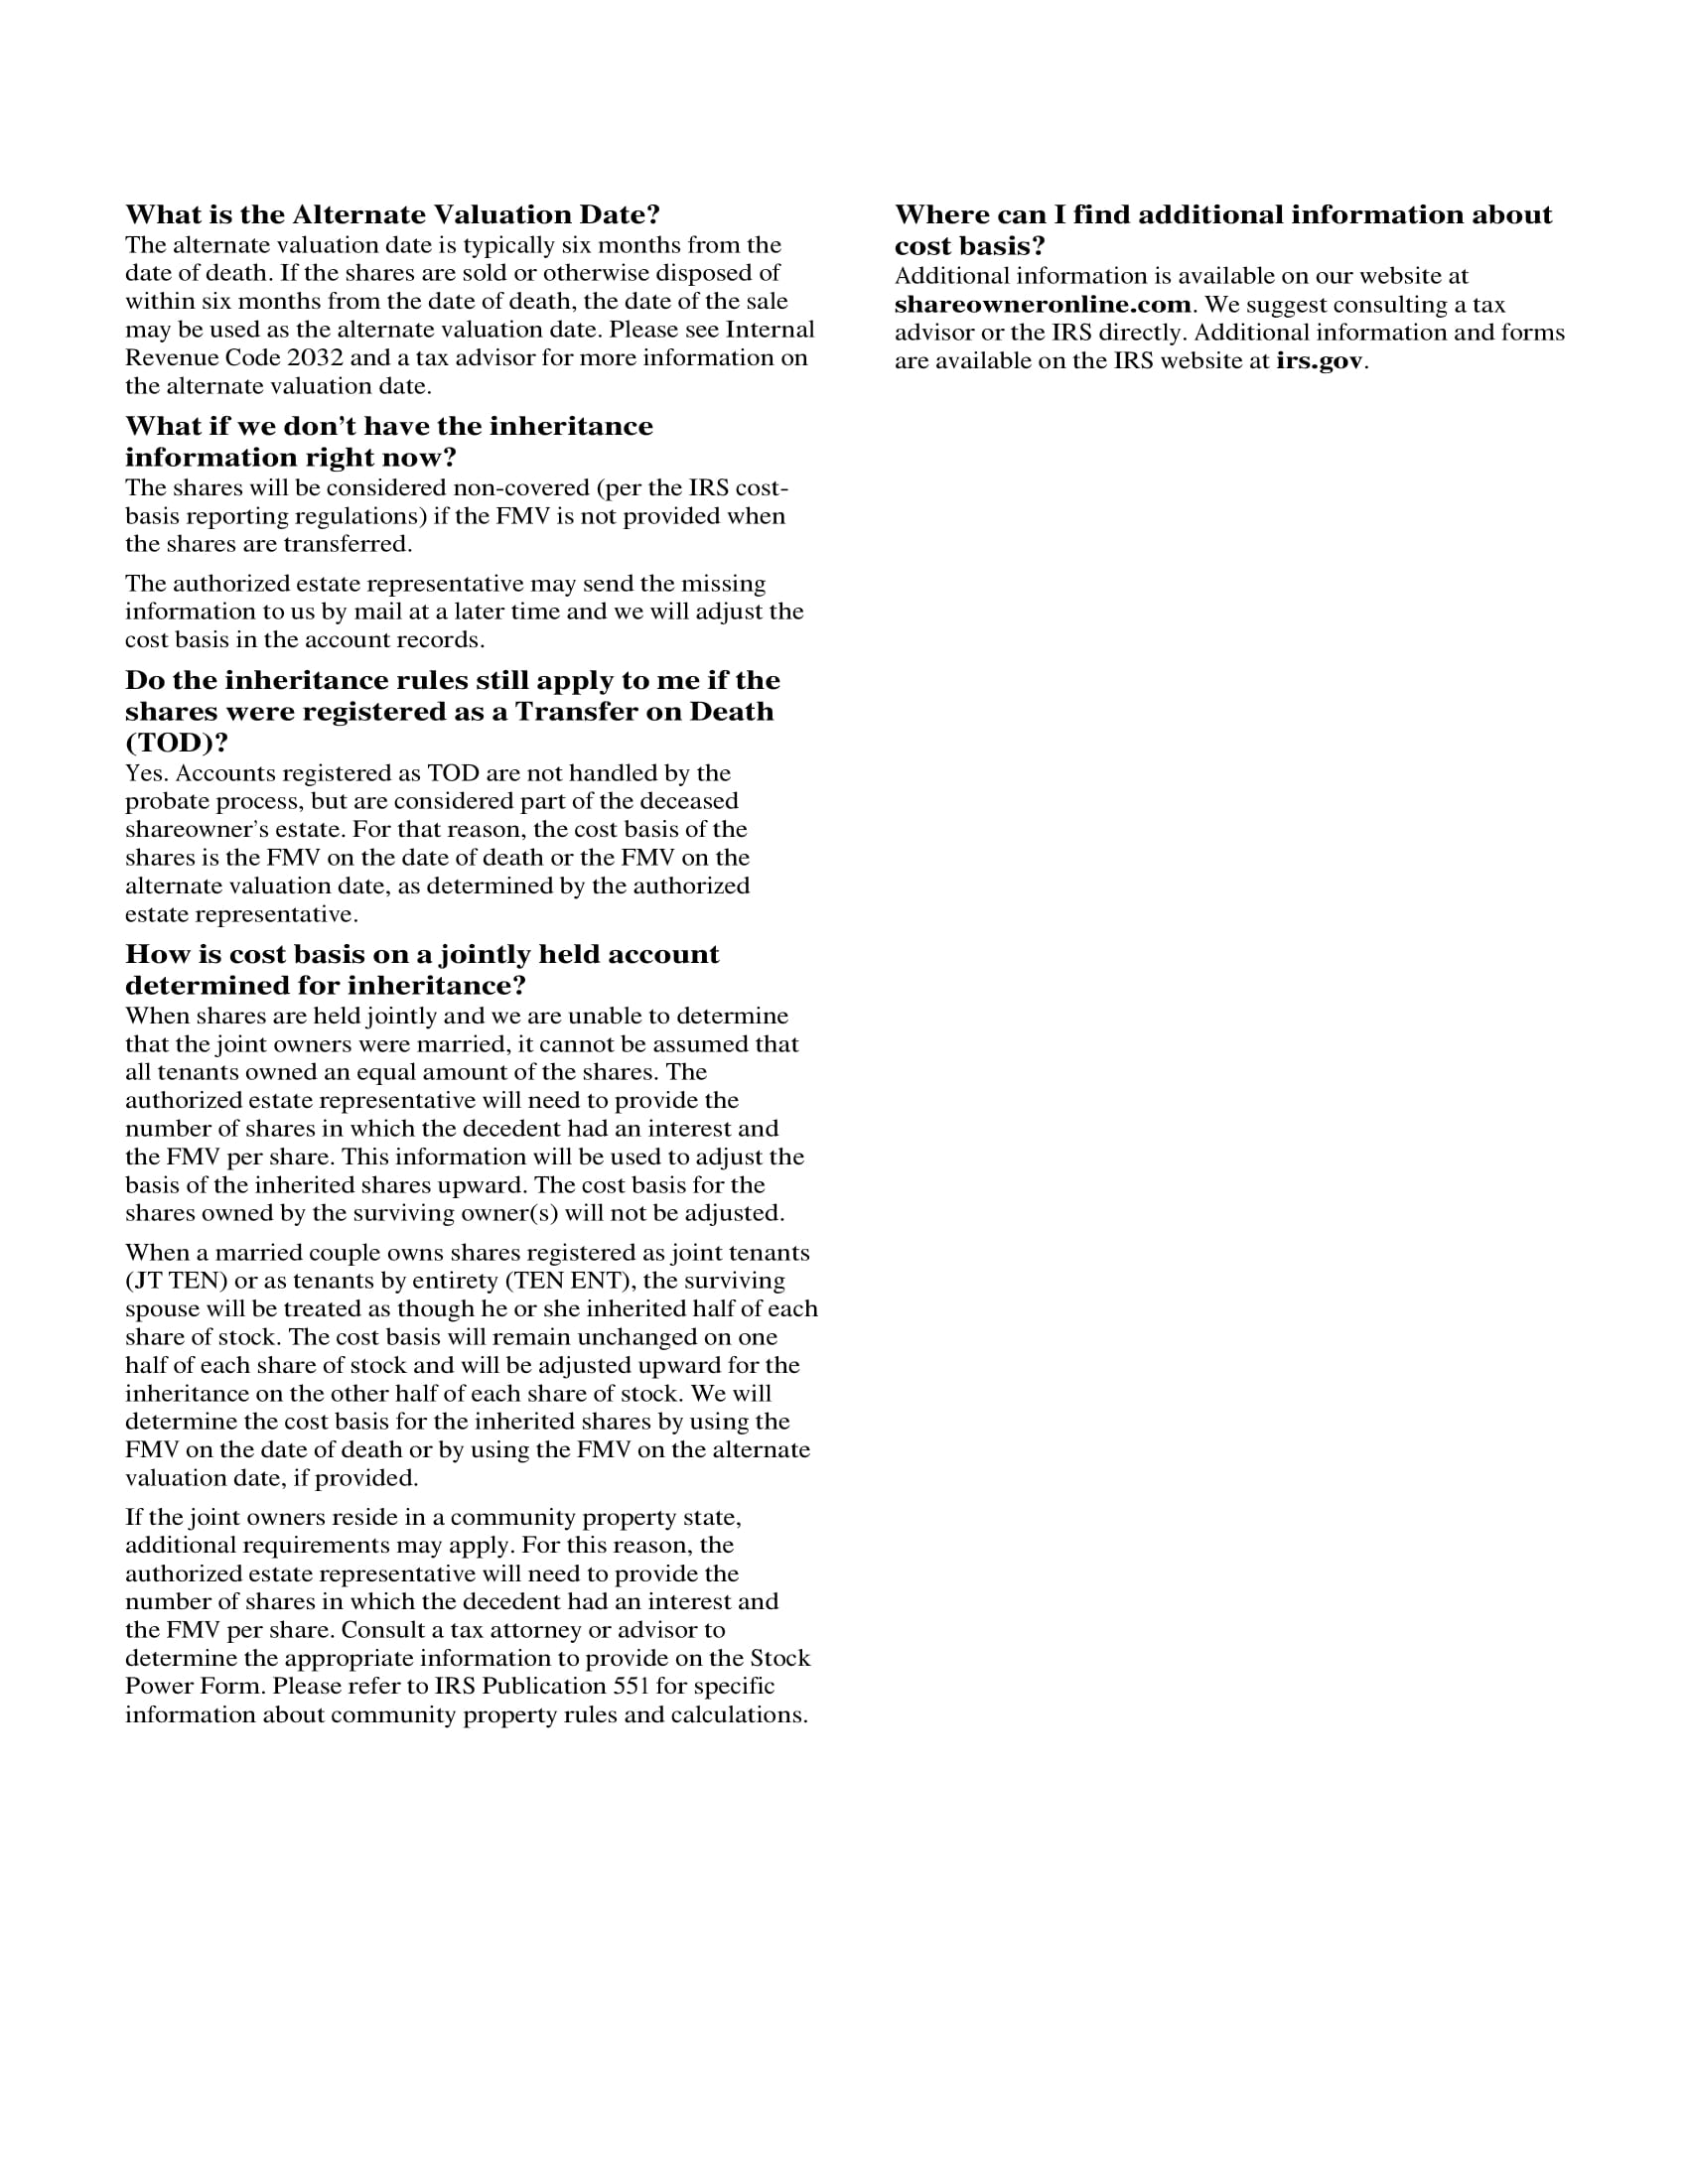 What is the Alternate Valuation Date?
The alternate valuation date is typically six months from the
date of death. If the shares are sold or otherwise disposed of
within six months from the date of death, the date of the sale
may be used as the alternate valuation date. Please see Internal
Revenue Code 2032 and a tax advisor for more information on
the alternate valuation date.
What if we don’t have the inheritance
information right now?
The shares will be considered non-covered (per the IRS cost-
basis reporting regulations) if the FMV is not provided when
the shares are transferred.
The authorized estate representative may send the missing
information to us by mail at a later time and we will adjust the
cost basis in the account records.
Do the inheritance rules still apply to me if the
shares were registered as a Transfer on Death
(TOD)?
Yes. Accounts registered as TOD are not handled by the
probate process, but are considered part of the deceased
shareowner’s estate. For that reason, the cost basis of the
shares is the FMV on the date of death or the FMV on the
alternate valuation date, as determined by the authorized
estate representative.
How is cost basis on a jointly held account
determined for inheritance?
When shares are held jointly and we are unable to determine
that the joint owners were married, it cannot be assumed that
all tenants owned an equal amount of the shares. The
authorized estate representative will need to provide the
number of shares in which the decedent had an interest and
the FMV per share. This information will be used to adjust the
basis of the inherited shares upward. The cost basis for the
shares owned by the surviving owner(s) will not be adjusted.
When a married couple owns shares registered as joint tenants
(JT TEN) or as tenants by entirety (TEN ENT), the surviving
spouse will be treated as though he or she inherited half of each
share of stock. The cost basis will remain unchanged on one
half of each share of stock and will be adjusted upward for the
inheritance on the other half of each share of stock. We will
determine the cost basis for the inherited shares by using the
FMV on the date of death or by using the FMV on the alternate
valuation date, if provided.
If the joint owners reside in a community property state,
additional requirements may apply. For this reason, the
authorized estate representative will need to provide the
number of shares in which the decedent had an interest and
the FMV per share. Consult a tax attorney or advisor to
determine the appropriate information to provide on the Stock
Power Form. Please refer to IRS Publication 551 for specific
information about community property rules and calculations.
Where can I find additional information about
cost basis?
Additional information is available on our website at
shareowneronline.com. We suggest consulting a tax
advisor or the IRS directly. Additional information and forms
are available on the IRS website at irs.gov.